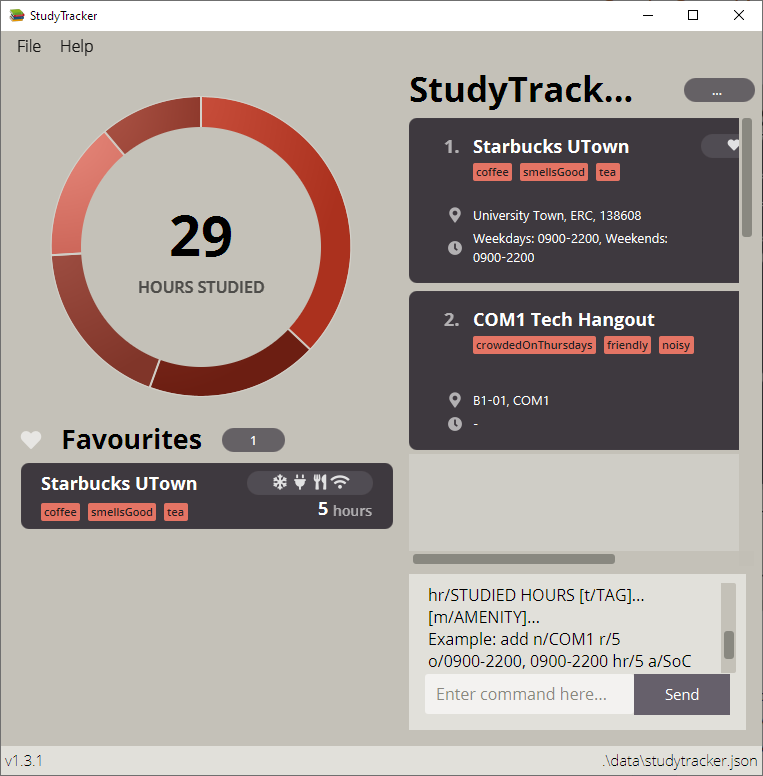 StudyTracker
File Help
29
HOURS STUDIED
Favourites 1
Starbucks UTown
coffee smellsGood tea
5 hours
StudyTrack... ...
1. Starbucks UTown
coffee smellsGood tea
University Town, ERC, 138608
Weekdays: 0900-2200, Weekends:
0900-2200
2. COM1 Tech Hangout
crowdedOnThursdays friendly noisy
B1-01, COM1
-
hr/STUDIED HOURS [t/TAG]...
[m/AMENITY]...
Example: add n/COM1 r/5
o/0900-2200, 0900-2200 hr/5 a/SoC
Enter command here... Send
v1.3.1 .\data\studytracker.json